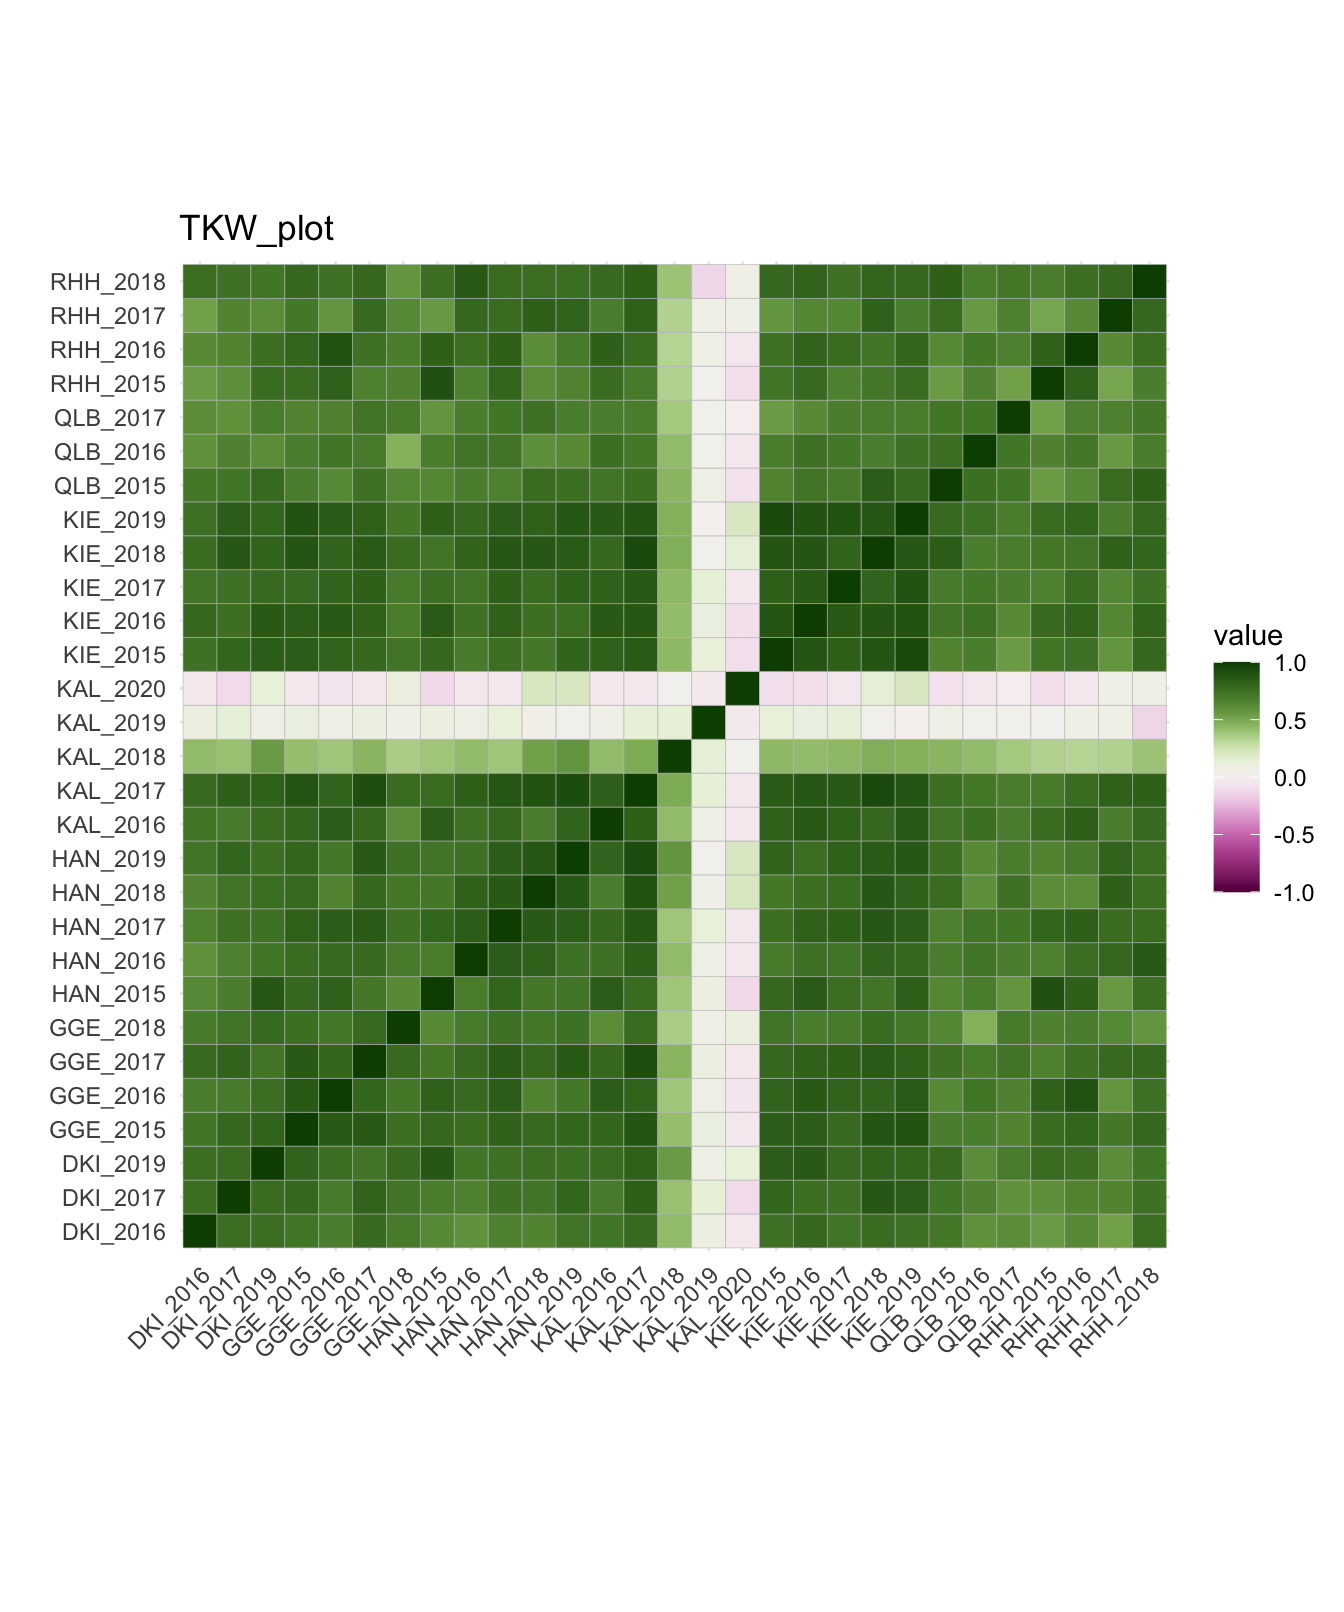 TKW_plot
RHH_2018
RHH_2017
RHH_2016
RHH_2015
QLB_2017
QLB_2016
QLB_2015
KIE_2019
KIE_2018
KIE_2017
KIE_2016
KIE_2015
KAL_2020
KAL_2019
KAL_2018
KAL_2017
KAL_2016
HAN_2019
HAN_2018
HAN_2017
HAN_2016
HAN_2015
GGE_2018
GGE_2017
GGE_2016
GGE_2015
DKI_2019
DKI_2017
DKI_2016
DKI_2016
DKI_2017
DKI_2019
GGE_2015
GGE_2016
GGE_2017
GGE_2018
HAN_2015
HAN_2016
HAN_2017
HAN_2018
HAN_2019
KAL_2016
KAL_2017
KAL_2018
KAL_2019
KAL_2020
KIE_2015
KIE_2016
KIE_2017
KIE_2018
KIE_2019
QLB_2015
QLB_2016
QLB_2017
RHH_2015
RHH_2016
RHH_2017
RHH_2018
value
1.0
0.5
0.0
-0.5
-1.0